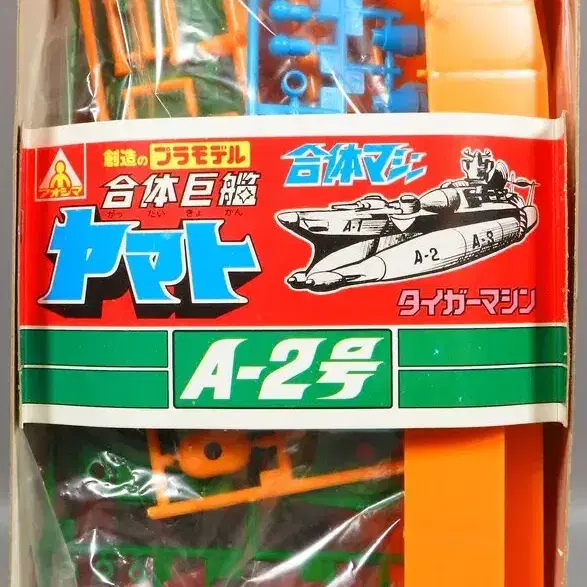 アオシマ
創造のプラモデル
合体巨艦
がったいきょかん
ヤマト
合体マシン
A-1
A-2
A-3
タイガーマシン
A-2号